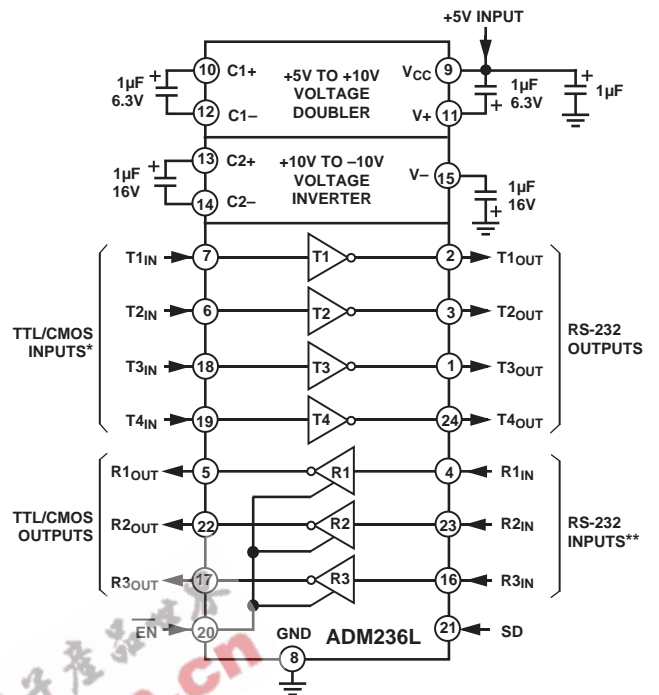 +5V INPUT
10 C1+ +5V TO +10V VOLTAGE DOUBLER VCC 9
1µF 6.3V +
12 C1– V+ 11
1µF 6.3V +
+ 1µF
13 C2+ +10V TO –10V VOLTAGE INVERTER V– 15
1µF 16V +
14 C2–
1µF + 16V
TTL/CMOS INPUTS*
T1IN 7 T1 2 T1OUT
T2IN 6 T2 3 T2OUT
T3IN 18 T3 1 T3OUT
T4IN 19 T4 24 T4OUT
RS-232 OUTPUTS
TTL/CMOS OUTPUTS
R1OUT 5 R1 4 R1IN
R2OUT 22 R2 23 R2IN
R3OUT 17 R3 16 R3IN
RS-232 INPUTS**
EN 20 GND 8 ADM236L 21 SD
.cn